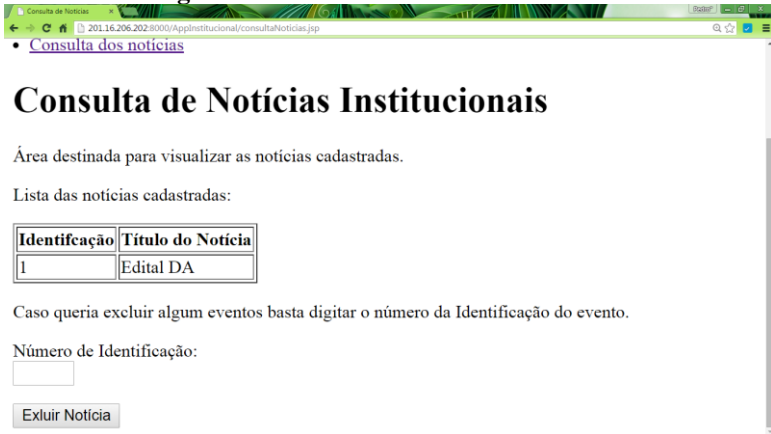 Consulta de Notícias
201.16.206.202:8000/AppInstitucional/consultaNoticias.jsp
Consulta dos notícias
Consulta de Notícias Institucionais
Área destinada para visualizar as notícias cadastradas.
Lista das notícias cadastradas:
Identifcação Título do Notícia
1 Edital DA
Caso queria excluir algum eventos basta digitar o número da Identificação do evento.
Número de Identificação:
Exluir Notícia